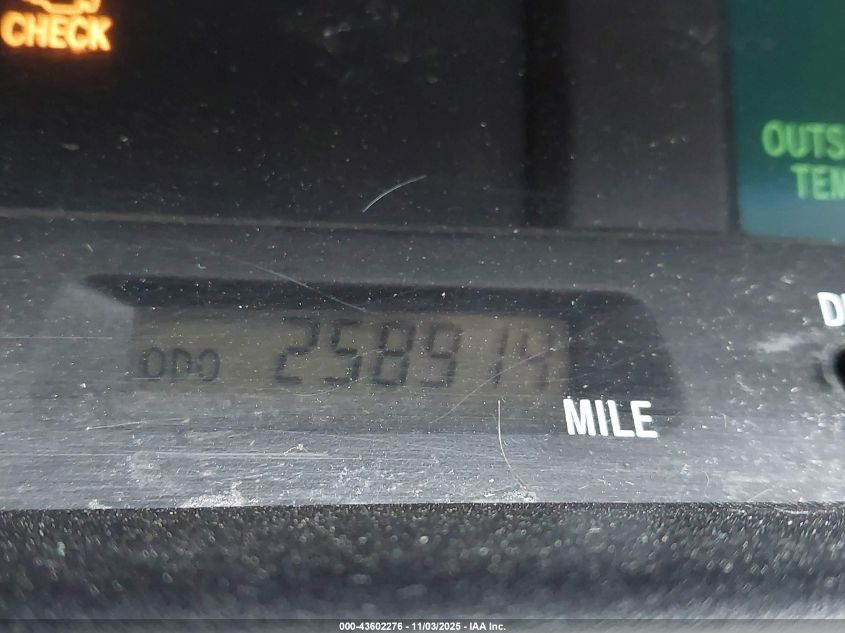 CHECK
OUTS
TEM
ODO 258914
MILE
000-43602276 - 11/03/2025 - IAA Inc.